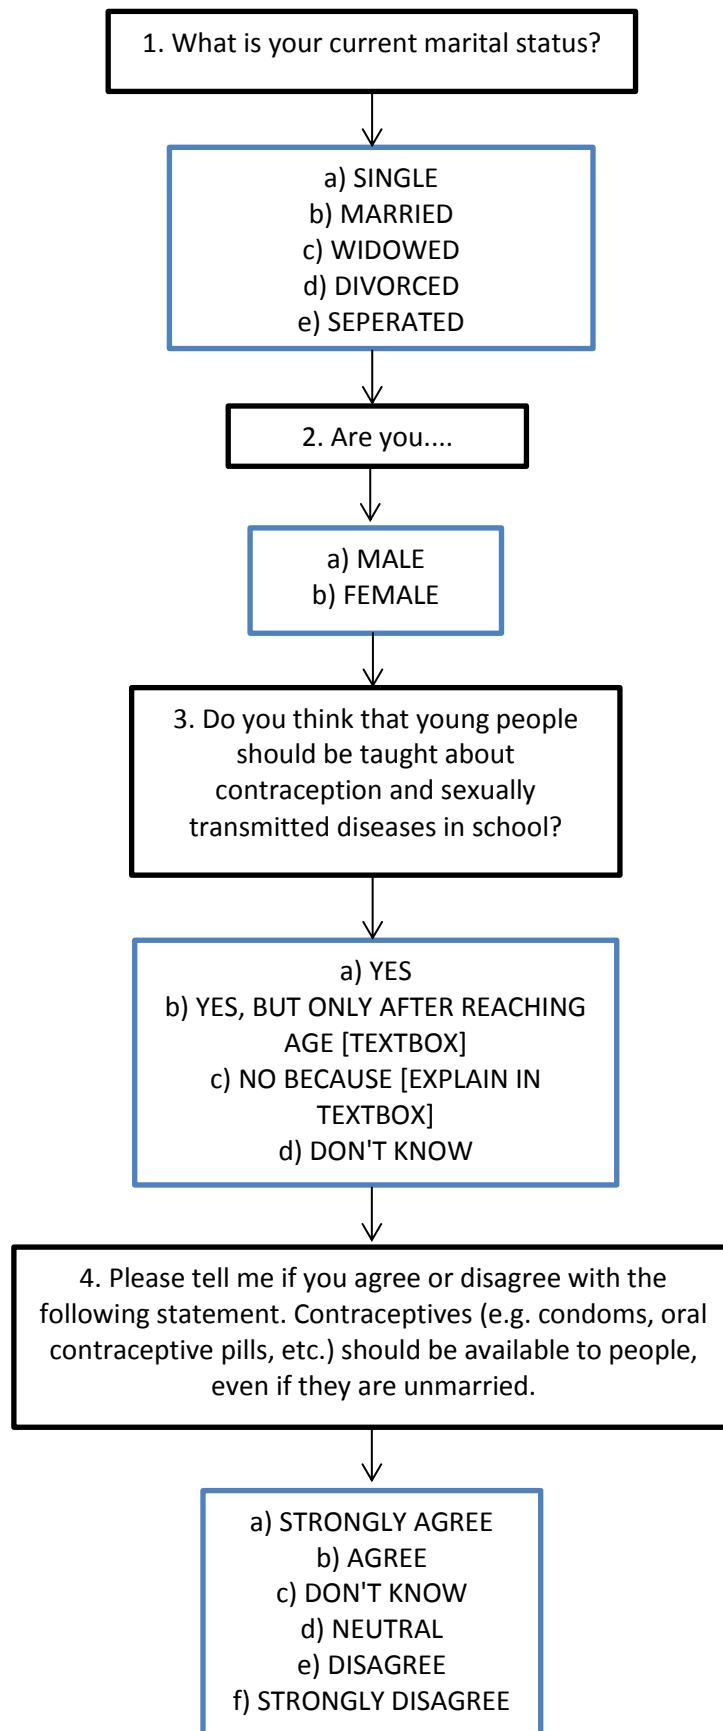 1. What is your current marital status?
a) SINGLE
b) MARRIED
c) WIDOWED
d) DIVORCED
e) SEPERATED
2. Are you....
a) MALE
b) FEMALE
3. Do you think that young people
should be taught about
contraception and sexually
transmitted diseases in school?
a) YES
b) YES, BUT ONLY AFTER REACHING
AGE [TEXTBOX]
c) NO BECAUSE [EXPLAIN IN
TEXTBOX]
d) DON'T KNOW
4. Please tell me if you agree or disagree with the
following statement. Contraceptives (e.g. condoms, oral
contraceptive pills, etc.) should be available to people,
even if they are unmarried.
a) STRONGLY AGREE
b) AGREE
c) DON'T KNOW
d) NEUTRAL
e) DISAGREE
f) STRONGLY DISAGREE